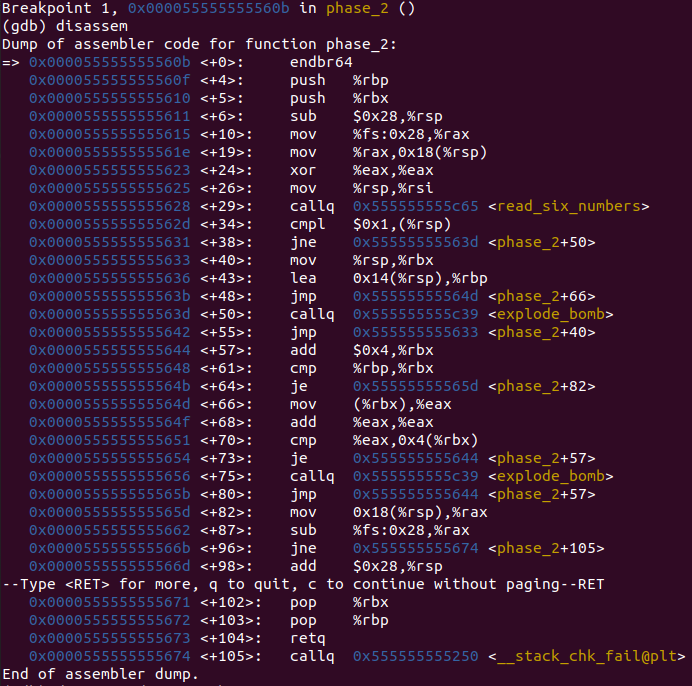 Breakpoint 1, 0x000055555555560b in phase_2 ()
(gdb) disassem
Dump of assembler code for function phase_2:
=> 0x000055555555560b <+0>:     endbr64
   0x000055555555560f <+4>:     push   %rbp
   0x0000555555555610 <+5>:     push   %rbx
   0x0000555555555611 <+6>:     sub    $0x28,%rsp
   0x0000555555555615 <+10>:    mov    %fs:0x28,%rax
   0x000055555555561e <+19>:    mov    %rax,0x18(%rsp)
   0x0000555555555623 <+24>:    xor    %eax,%eax
   0x0000555555555625 <+26>:    mov    %rsp,%rsi
   0x0000555555555628 <+29>:    callq  0x555555555c65 <read_six_numbers>
   0x000055555555562d <+34>:    cmpl   $0x1,(%rsp)
   0x0000555555555631 <+38>:    jne    0x55555555563d <phase_2+50>
   0x0000555555555633 <+40>:    mov    %rsp,%rbx
   0x0000555555555636 <+43>:    lea    0x14(%rsp),%rbp
   0x000055555555563b <+48>:    jmp    0x55555555564d <phase_2+66>
   0x000055555555563d <+50>:    callq  0x555555555c39 <explode_bomb>
   0x0000555555555642 <+55>:    jmp    0x555555555633 <phase_2+40>
   0x0000555555555644 <+57>:    add    $0x4,%rbx
   0x0000555555555648 <+61>:    cmp    %rbp,%rbx
   0x000055555555564b <+64>:    je     0x55555555565d <phase_2+82>
   0x000055555555564d <+66>:    mov    (%rbx),%eax
   0x000055555555564f <+68>:    add    %eax,%eax
   0x0000555555555651 <+70>:    cmp    %eax,0x4(%rbx)
   0x0000555555555654 <+73>:    je     0x555555555644 <phase_2+57>
   0x0000555555555656 <+75>:    callq  0x555555555c39 <explode_bomb>
   0x000055555555565b <+80>:    jmp    0x555555555644 <phase_2+57>
   0x000055555555565d <+82>:    mov    0x18(%rsp),%rax
   0x0000555555555662 <+87>:    sub    %fs:0x28,%rax
   0x000055555555566b <+96>:    jne    0x555555555674 <phase_2+105>
   0x000055555555566d <+98>:    add    $0x28,%rsp
--Type <RET> for more, q to quit, c to continue without paging--RET
   0x0000555555555671 <+102>:   pop    %rbx
   0x0000555555555672 <+103>:   pop    %rbp
   0x0000555555555673 <+104>:   retq
   0x0000555555555674 <+105>:   callq  0x555555555250 <__stack_chk_fail@plt>
End of assembler dump.